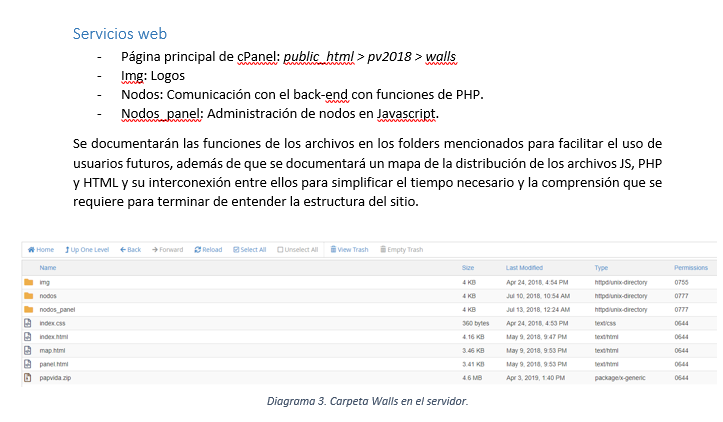 Servicios web
- Página principal de cPanel: public_html > pv2018 > walls
- Img: Logos
- Nodos: Comunicación con el back-end con funciones de PHP.
- Nodos_panel: Administración de nodos en Javascript.
Se documentarán las funciones de los archivos en los folders mencionados para facilitar el uso de
usuarios futuros, además de que se documentará un mapa de la distribución de los archivos JS, PHP
y HTML y su interconexión entre ellos para simplificar el tiempo necesario y la comprensión que se
requiere para terminar de entender la estructura del sitio.
Home Up One Level Back Forward Reload Select All Unselect All View Trash Empty Trash
Name Size Last Modified Type Permissions
img 4 KB Apr 24, 2018, 4:54 PM httpd/unix-directory 0755
nodos 4 KB Jul 10, 2018, 10:54 AM httpd/unix-directory 0777
nodos_panel 4 KB Jul 13, 2018, 12:24 AM httpd/unix-directory 0777
index.css 360 bytes Apr 24, 2018, 4:53 PM text/css 0644
index.html 4.16 KB May 9, 2018, 9:47 PM text/html 0644
map.html 3.46 KB May 9, 2018, 9:53 PM text/html 0644
panel.html 3.41 KB May 9, 2018, 9:53 PM text/html 0644
papvida.zip 4.6 MB Apr 3, 2019, 1:40 PM package/x-generic 0644
Diagrama 3. Carpeta Walls en el servidor.